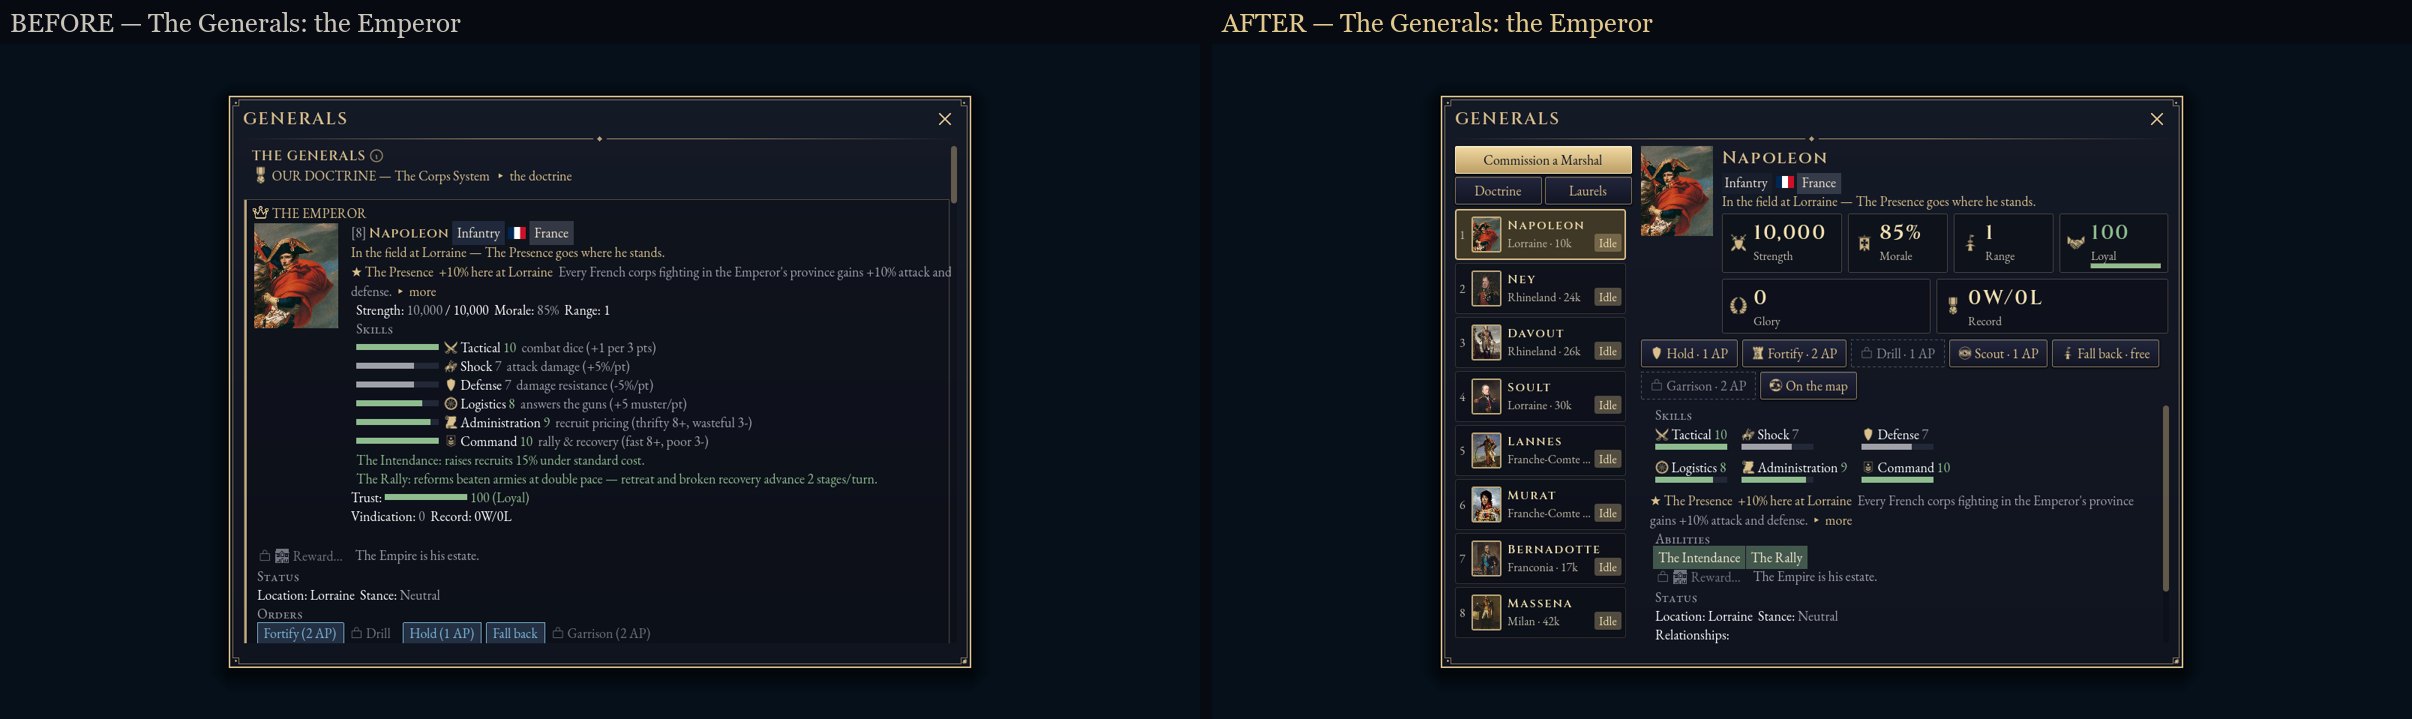 BEFORE — The Generals: the Emperor
GENERALS
THE GENERALS
OUR DOCTRINE — The Corps System ‣ the doctrine
THE EMPEROR
[8] NAPOLEON Infantry France
In the field at Lorraine — The Presence goes where he stands.
★ The Presence +10% here at Lorraine Every French corps fighting in the Emperor's province gains +10% attack and
defense. ‣ more
Strength: 10,000 / 10,000 Morale: 85% Range: 1
SKILLS
Tactical 10 combat dice (+1 per 3 pts)
Shock 7 attack damage (+5%/pt)
Defense 7 damage resistance (-5%/pt)
Logistics 8 answers the guns (+5 muster/pt)
Administration 9 recruit pricing (thrifty 8+, wasteful 3-)
Command 10 rally & recovery (fast 8+, poor 3-)
The Intendance: raises recruits 15% under standard cost.
The Rally: reforms beaten armies at double pace — retreat and broken recovery advance 2 stages/turn.
Trust: 100 (Loyal)
Vindication: 0 Record: 0W/0L
Reward... The Empire is his estate.
STATUS
Location: Lorraine Stance: Neutral
ORDERS
Fortify (2 AP) Drill Hold (1 AP) Fall back Garrison (2 AP)
AFTER — The Generals: the Emperor
GENERALS
Commission a Marshal
Doctrine Laurels
1 NAPOLEON
Lorraine · 10k Idle
2 NEY
Rhineland · 24k Idle
3 DAVOUT
Rhineland · 26k Idle
4 SOULT
Lorraine · 30k Idle
5 LANNES
Franche-Comte ... Idle
6 MURAT
Franche-Comte ... Idle
7 BERNADOTTE
Franconia · 17k Idle
8 MASSENA
Milan · 42k Idle
NAPOLEON
Infantry France
In the field at Lorraine — The Presence goes where he stands.
10,000 85% 1 100
Strength Morale Range Loyal
0 0W/0L
Glory Record
Hold · 1 AP Fortify · 2 AP Drill · 1 AP Scout · 1 AP Fall back · free
Garrison · 2 AP On the map
SKILLS
Tactical 10 Shock 7 Defense 7
Logistics 8 Administration 9 Command 10
★ The Presence +10% here at Lorraine Every French corps fighting in the Emperor's province
gains +10% attack and defense. ‣ more
ABILITIES
The Intendance The Rally
Reward... The Empire is his estate.
STATUS
Location: Lorraine Stance: Neutral
Relationships: